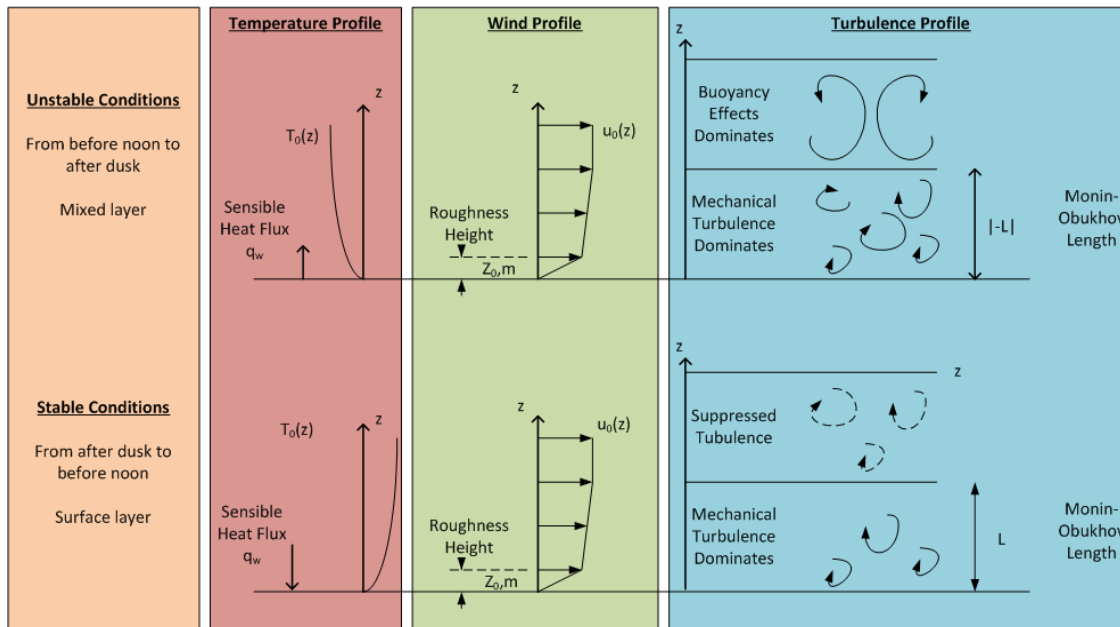 Temperature Profile
Wind Profile
Turbulence Profile
Unstable Conditions
From before noon to
after dusk
Mixed layer
z
T₀(z)
Sensible
Heat Flux
qw
z
u₀(z)
Roughness
Height
Z₀,m
z
Buoyancy
Effects
Dominates
Mechanical
Turbulence
Dominates
|-L|
Monin-
Obukhov
Length
Stable Conditions
From after dusk to
before noon
Surface layer
z
T₀(z)
Sensible
Heat Flux
qw
z
u₀(z)
Roughness
Height
Z₀,m
z
z
Suppressed
Tubulence
Mechanical
Turbulence
Dominates
L
Monin-
Obukhov
Length